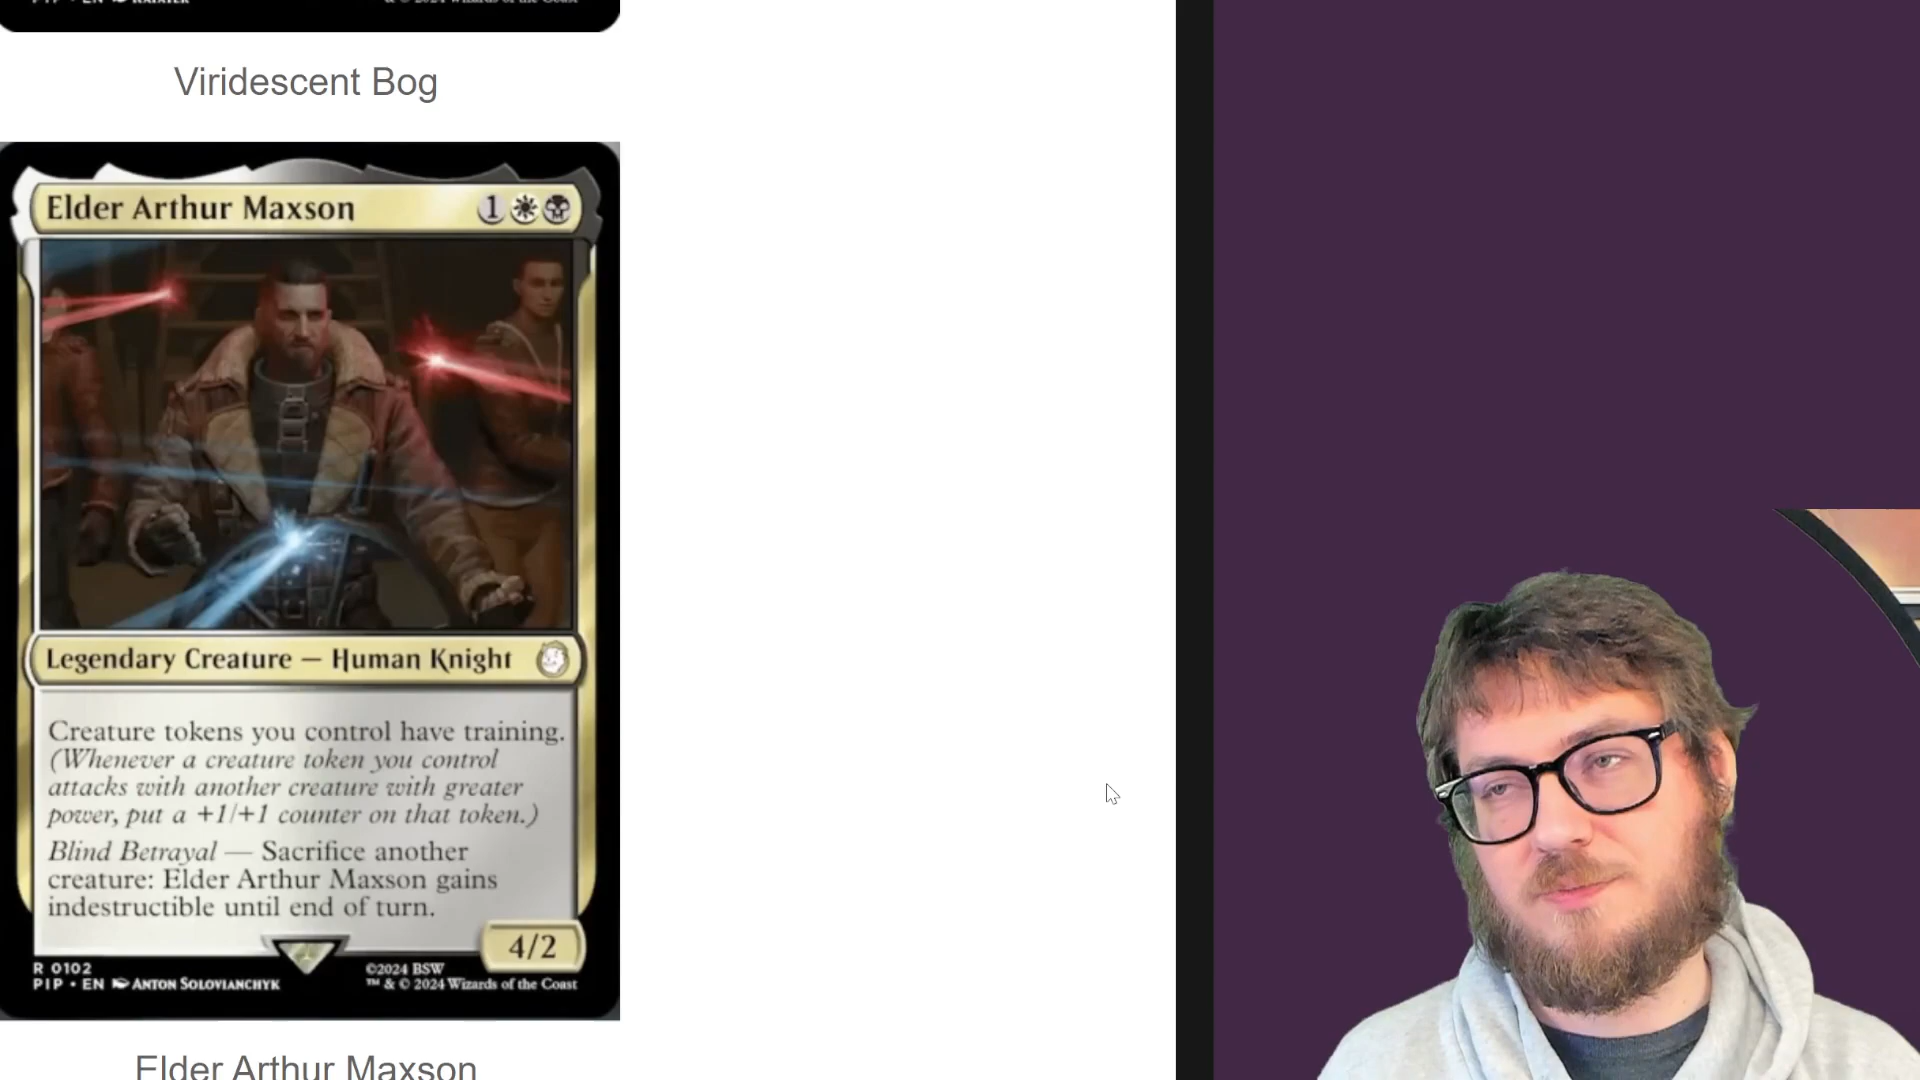 PIP • EN
Viridescent Bog
Elder Arthur Maxson 1
Legendary Creature — Human Knight
Creature tokens you control have training.
(Whenever a creature token you control
attacks with another creature with greater
power, put a +1/+1 counter on that token.)
Blind Betrayal — Sacrifice another
creature: Elder Arthur Maxson gains
indestructible until end of turn.
4/2
R 0102
PIP • EN ANTON SOLOVIANCHYK
©2024 BSW
™ & © 2024 Wizards of the Coast
Elder Arthur Maxson